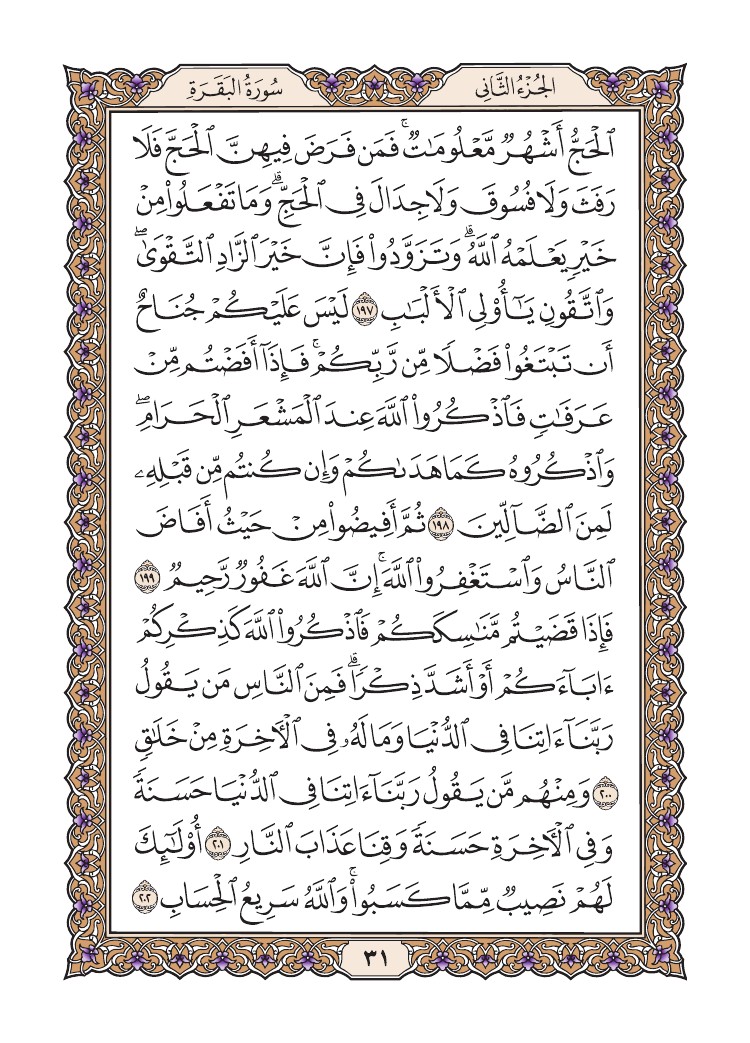 الجُزْءُ الثَّانِي
سُورَةُ البَقَرَةِ
ٱلْحَجُّ أَشْهُرٌ مَّعْلُومَٰتٌ ۚ فَمَن فَرَضَ فِيهِنَّ ٱلْحَجَّ فَلَا
رَفَثَ وَلَا فُسُوقَ وَلَا جِدَالَ فِى ٱلْحَجِّ ۗ وَمَا تَفْعَلُوا۟ مِنْ
خَيْرٍ يَعْلَمْهُ ٱللَّهُ ۗ وَتَزَوَّدُوا۟ فَإِنَّ خَيْرَ ٱلزَّادِ ٱلتَّقْوَىٰ ۖ
وَٱتَّقُونِ يَٰٓأُو۟لِى ٱلْأَلْبَٰبِ ١٩٧ لَيْسَ عَلَيْكُمْ جُنَاحٌ
أَن تَبْتَغُوا۟ فَضْلًا مِّن رَّبِّكُمْ ۚ فَإِذَآ أَفَضْتُم مِّنْ
عَرَفَٰتٍ فَٱذْكُرُوا۟ ٱللَّهَ عِندَ ٱلْمَشْعَرِ ٱلْحَرَامِ ۖ
وَٱذْكُرُوهُ كَمَا هَدَىٰكُمْ وَإِن كُنتُم مِّن قَبْلِهِۦ
لَمِنَ ٱلضَّآلِّينَ ١٩٨ ثُمَّ أَفِيضُوا۟ مِنْ حَيْثُ أَفَاضَ
ٱلنَّاسُ وَٱسْتَغْفِرُوا۟ ٱللَّهَ ۚ إِنَّ ٱللَّهَ غَفُورٌ رَّحِيمٌ ١٩٩
فَإِذَا قَضَيْتُم مَّنَٰسِكَكُمْ فَٱذْكُرُوا۟ ٱللَّهَ كَذِكْرِكُمْ
ءَابَآءَكُمْ أَوْ أَشَدَّ ذِكْرًا ۗ فَمِنَ ٱلنَّاسِ مَن يَقُولُ
رَبَّنَآ ءَاتِنَا فِى ٱلدُّنْيَا وَمَا لَهُۥ فِى ٱلْءَاخِرَةِ مِنْ خَلَٰقٍ
٢٠٠ وَمِنْهُم مَّن يَقُولُ رَبَّنَآ ءَاتِنَا فِى ٱلدُّنْيَا حَسَنَةً
وَفِى ٱلْءَاخِرَةِ حَسَنَةً وَقِنَا عَذَابَ ٱلنَّارِ ٢٠١ أُو۟لَٰٓئِكَ
لَهُمْ نَصِيبٌ مِّمَّا كَسَبُوا۟ ۚ وَٱللَّهُ سَرِيعُ ٱلْحِسَابِ ٢٠٢
٣١